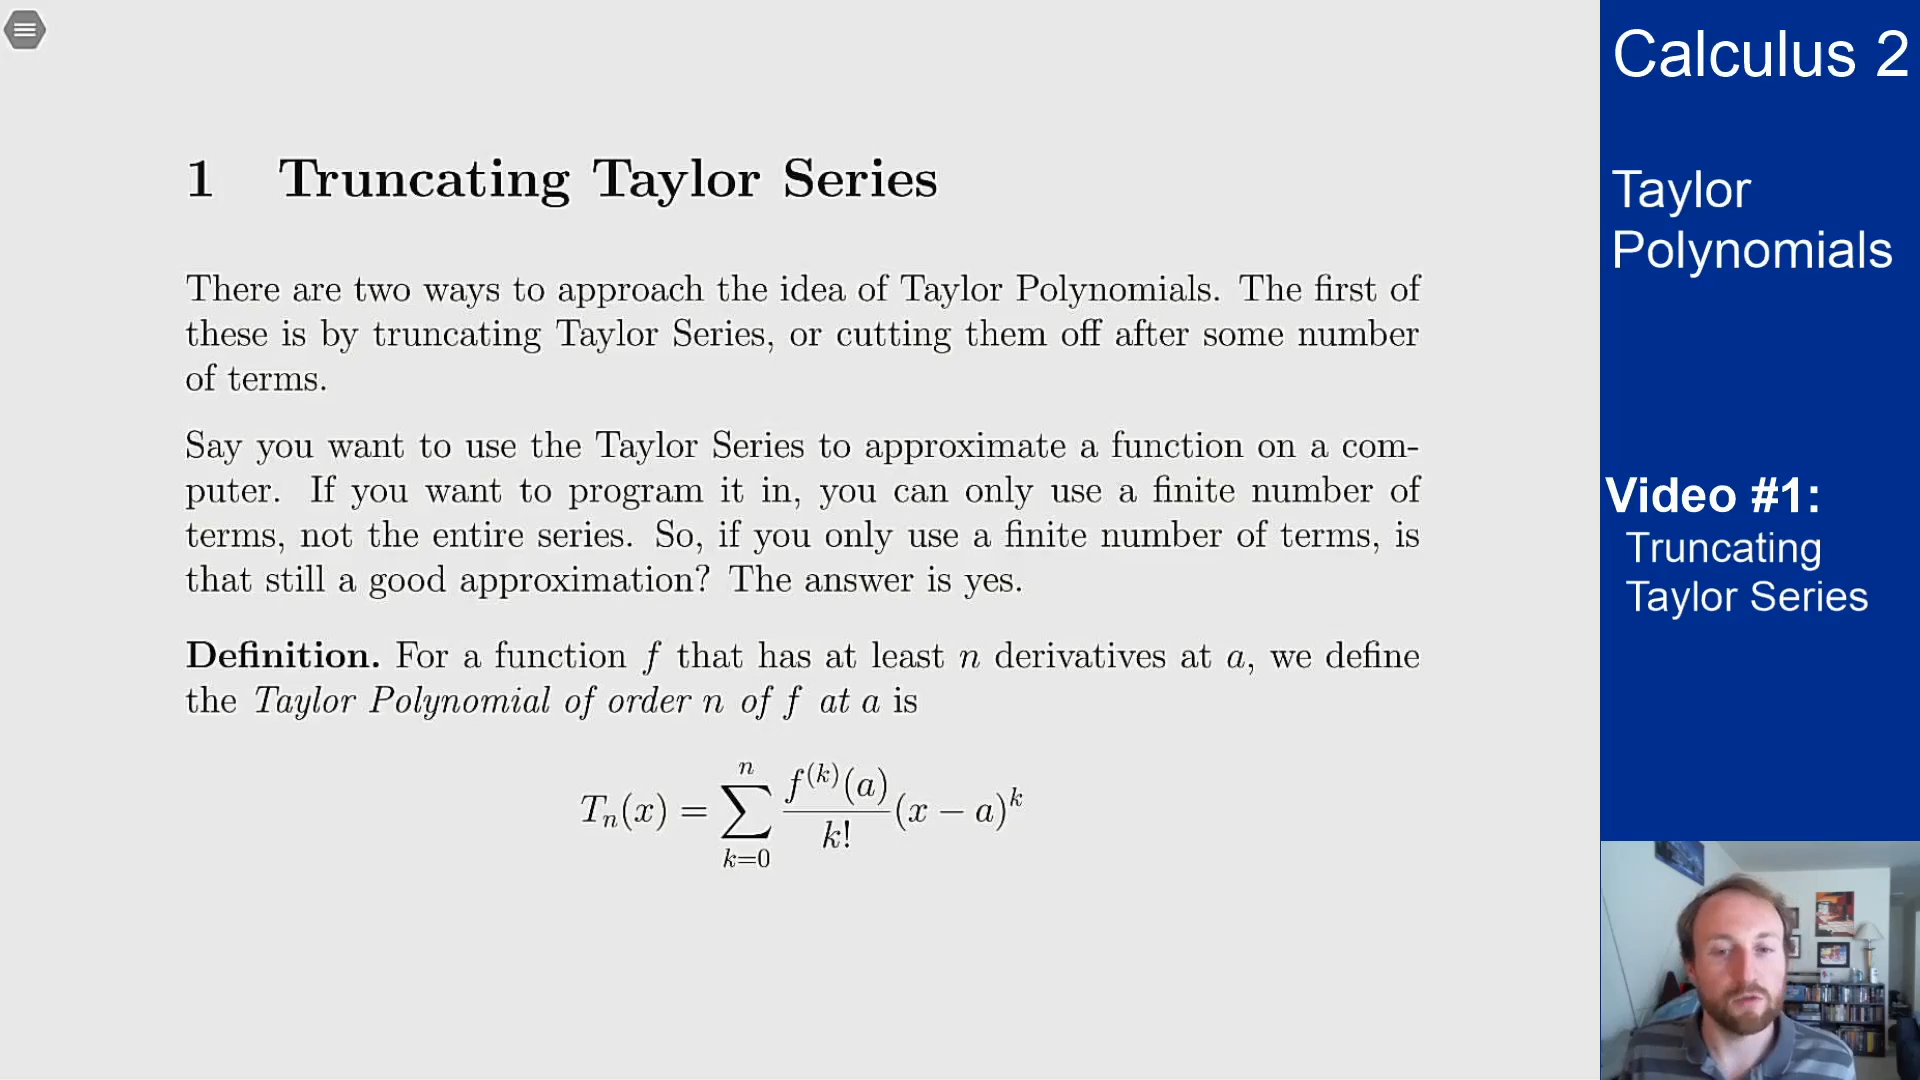 1 Truncating Taylor Series
There are two ways to approach the idea of Taylor Polynomials. The first of
these is by truncating Taylor Series, or cutting them off after some number
of terms.
Say you want to use the Taylor Series to approximate a function on a com-
puter. If you want to program it in, you can only use a finite number of
terms, not the entire series. So, if you only use a finite number of terms, is
that still a good approximation? The answer is yes.
Definition. For a function f that has at least n derivatives at a, we define
the Taylor Polynomial of order n of f at a is
T_n(x) = \sum_{k=0}^{n} \frac{f^{(k)}(a)}{k!}(x − a)^k
Calculus 2
Taylor
Polynomials
Video #1:
Truncating
Taylor Series